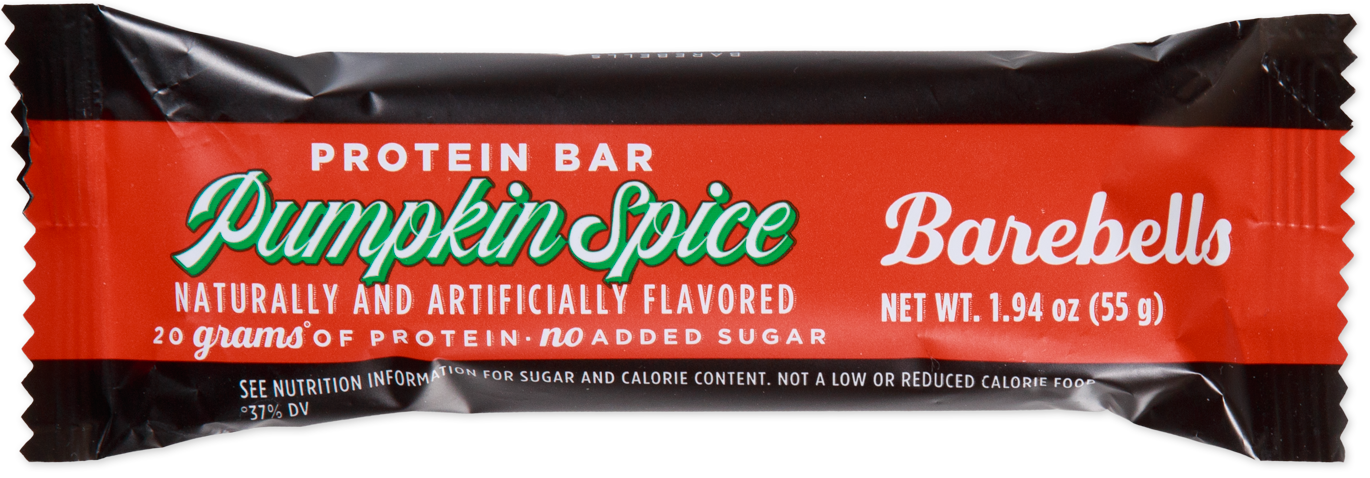 BAREBELLS
PROTEIN BAR
Pumpkin Spice
NATURALLY AND ARTIFICIALLY FLAVORED
20 grams° OF PROTEIN · no ADDED SUGAR
Barebells
NET WT. 1.94 oz (55 g)
SEE NUTRITION INFORMATION FOR SUGAR AND CALORIE CONTENT. NOT A LOW OR REDUCED CALORIE FOOD
°37% DV